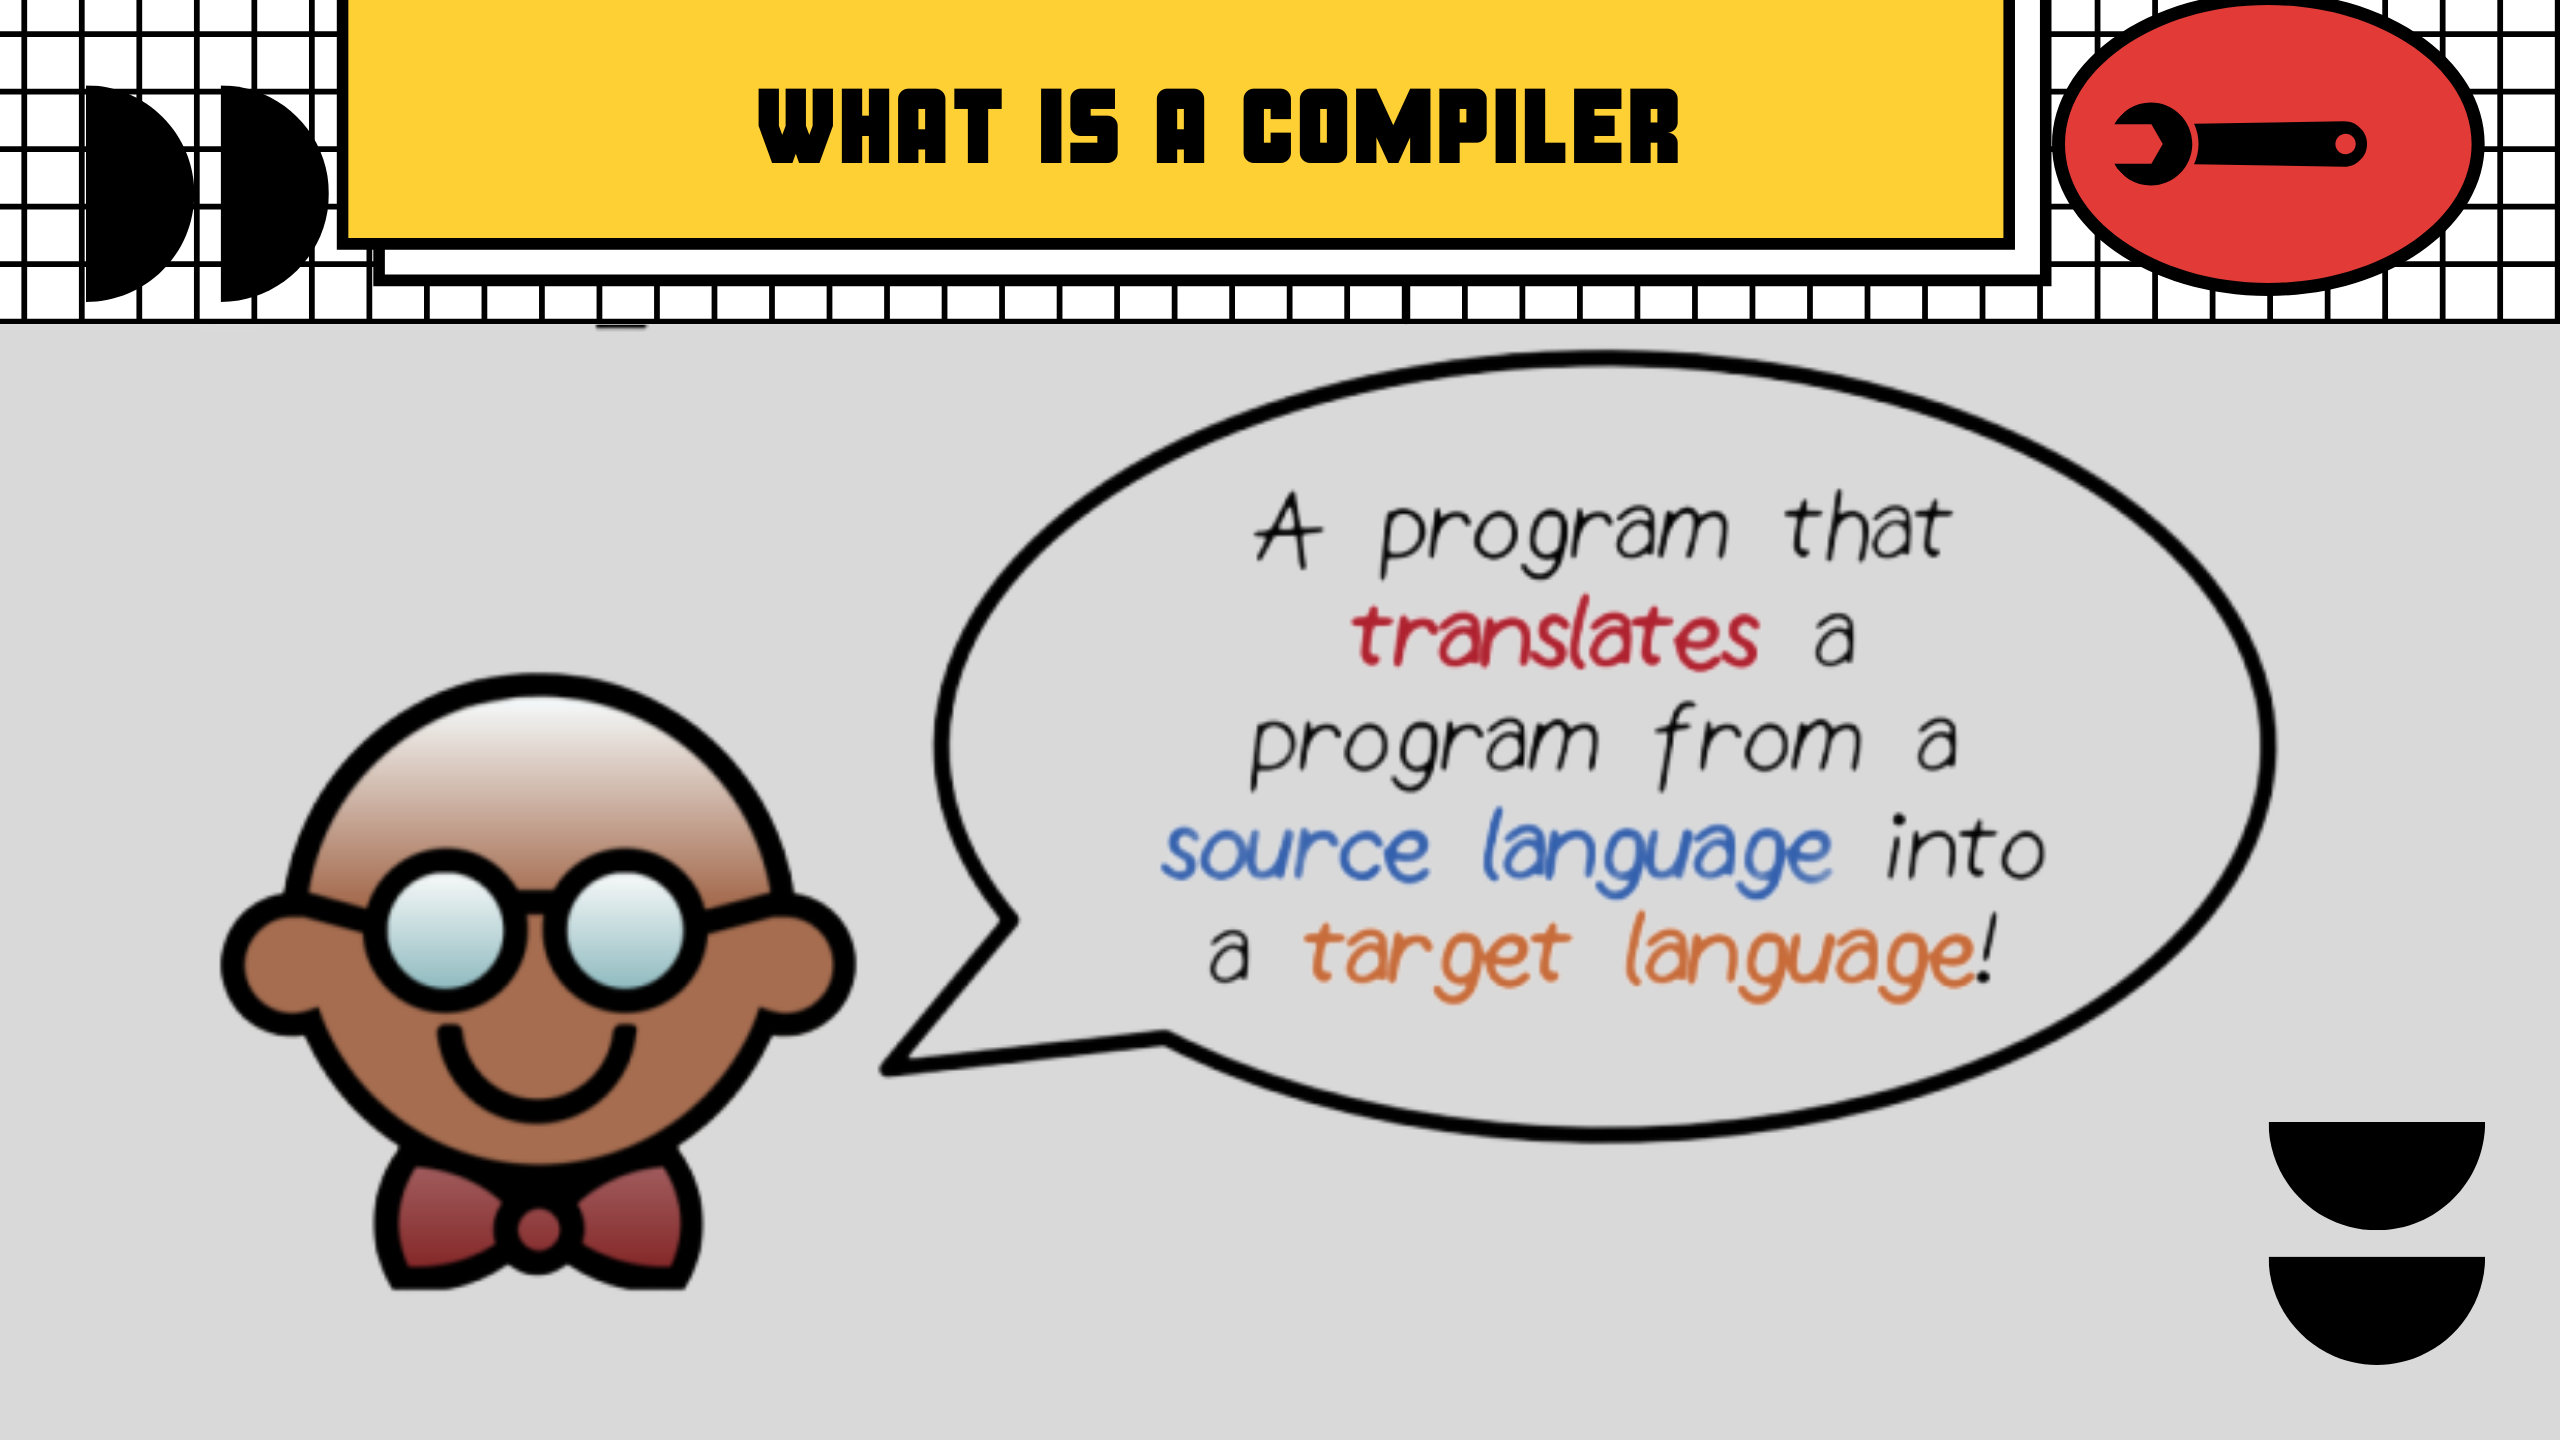 WHAT IS A COMPILER
A program that
translates a
program from a
source language into
a target language!